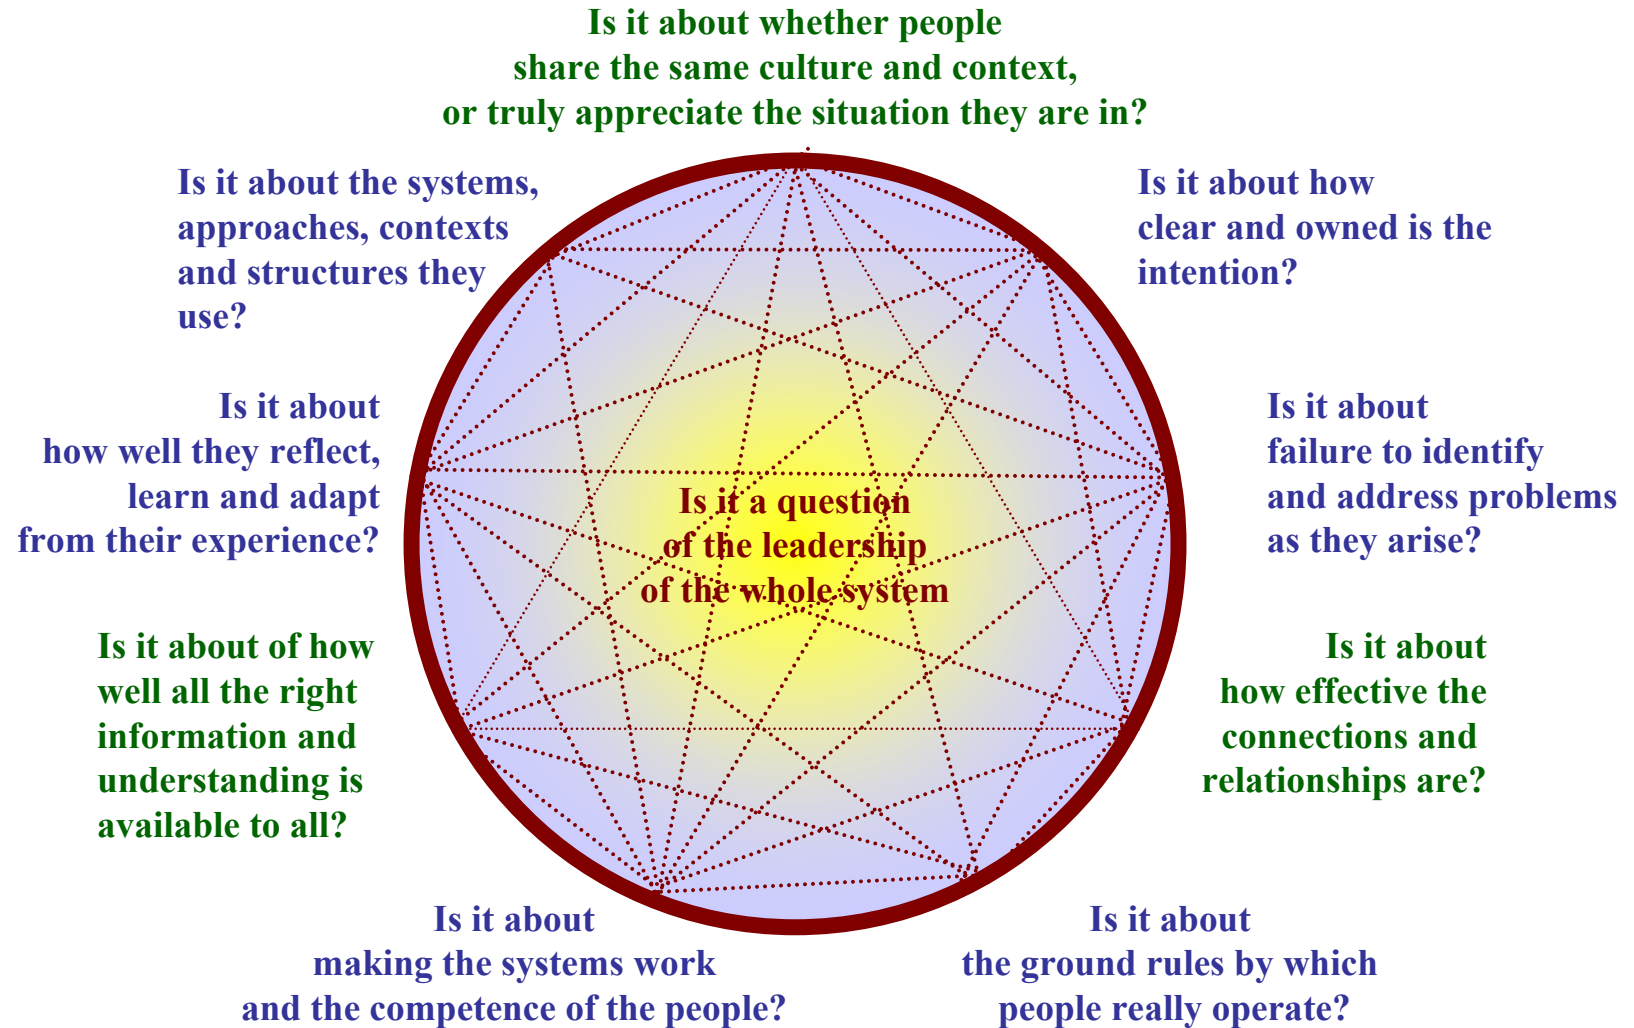 Is it about whether people
share the same culture and context,
or truly appreciate the situation they are in?
Is it about the systems,
approaches, contexts
and structures they
use?
Is it about how
clear and owned is the
intention?
Is it about
how well they reflect,
learn and adapt
from their experience?
Is it about
failure to identify
and address problems
as they arise?
Is it a question
of the leadership
of the whole system
Is it about of how
well all the right
information and
understanding is
available to all?
Is it about
how effective the
connections and
relationships are?
Is it about
making the systems work
and the competence of the people?
Is it about
the ground rules by which
people really operate?